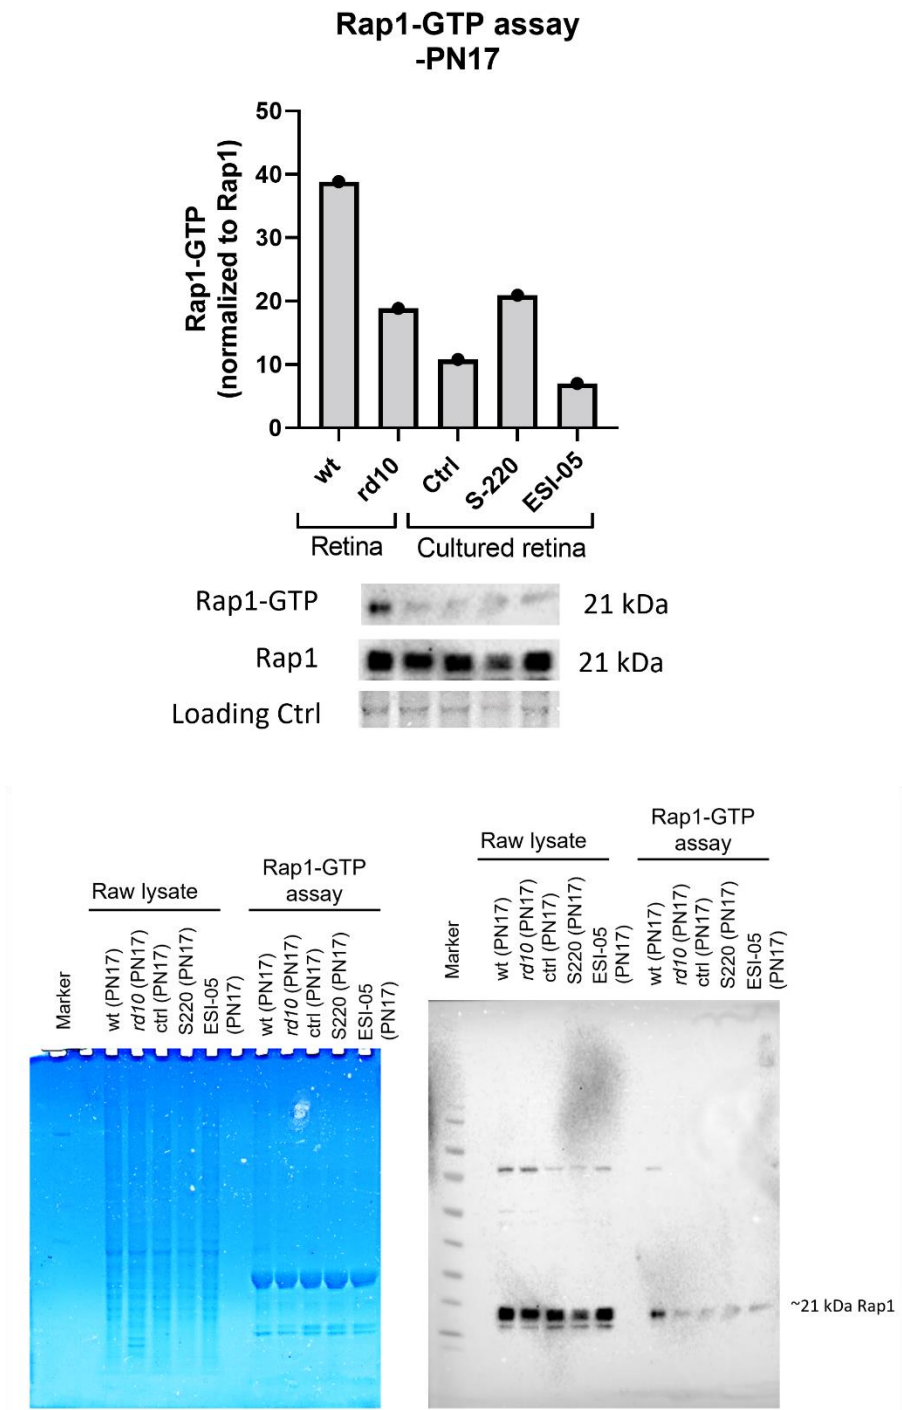 Rap1-GTP assay
-PN17
Rap1-GTP
(normalized to Rap1)
50
40
30
20
10
0
wt
rd10
Ctrl
S-220
ESI-05
Retina
Cultured retina
Rap1-GTP
21 kDa
Rap1
21 kDa
Loading Ctrl
Raw lysate
Rap1-GTP
assay
Marker
wt (PN17)
rd10 (PN17)
ctrl (PN17)
S220 (PN17)
ESI-05
(PN17)
wt (PN17)
rd10 (PN17)
ctrl (PN17)
S220 (PN17)
ESI-05
(PN17)
Raw lysate
Rap1-GTP
assay
Marker
wt (PN17)
rd10 (PN17)
ctrl (PN17)
S220 (PN17)
ESI-05
(PN17)
wt (PN17)
rd10 (PN17)
ctrl (PN17)
S220 (PN17)
ESI-05
(PN17)
~21 kDa Rap1